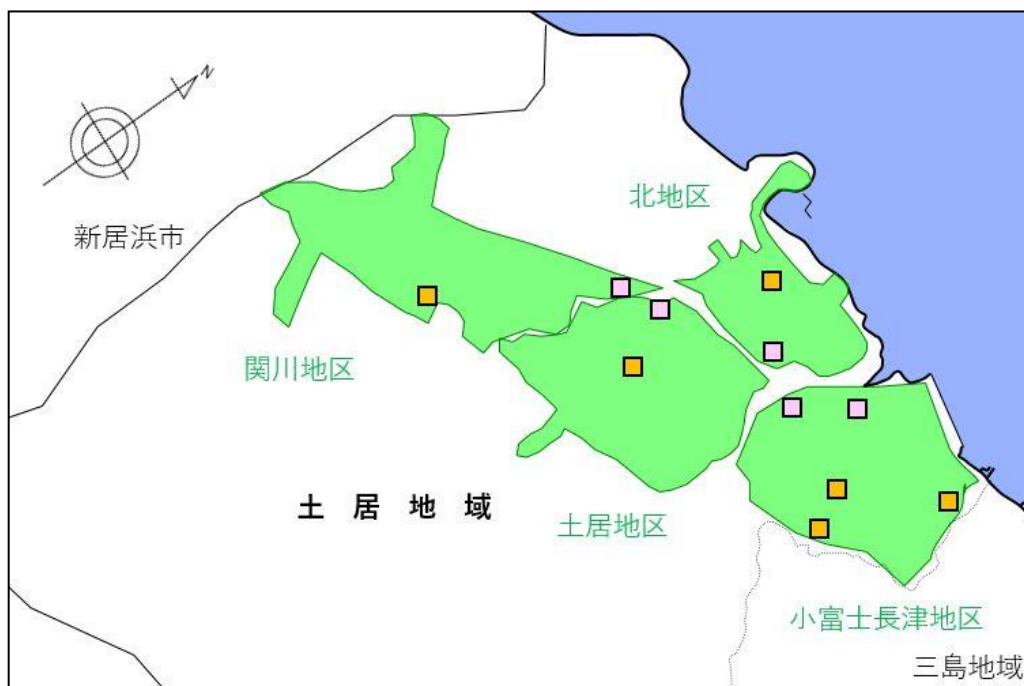 N
北地区
新居浜市
関川地区
土居地域
土居地区
小富士長津地区
三島地域